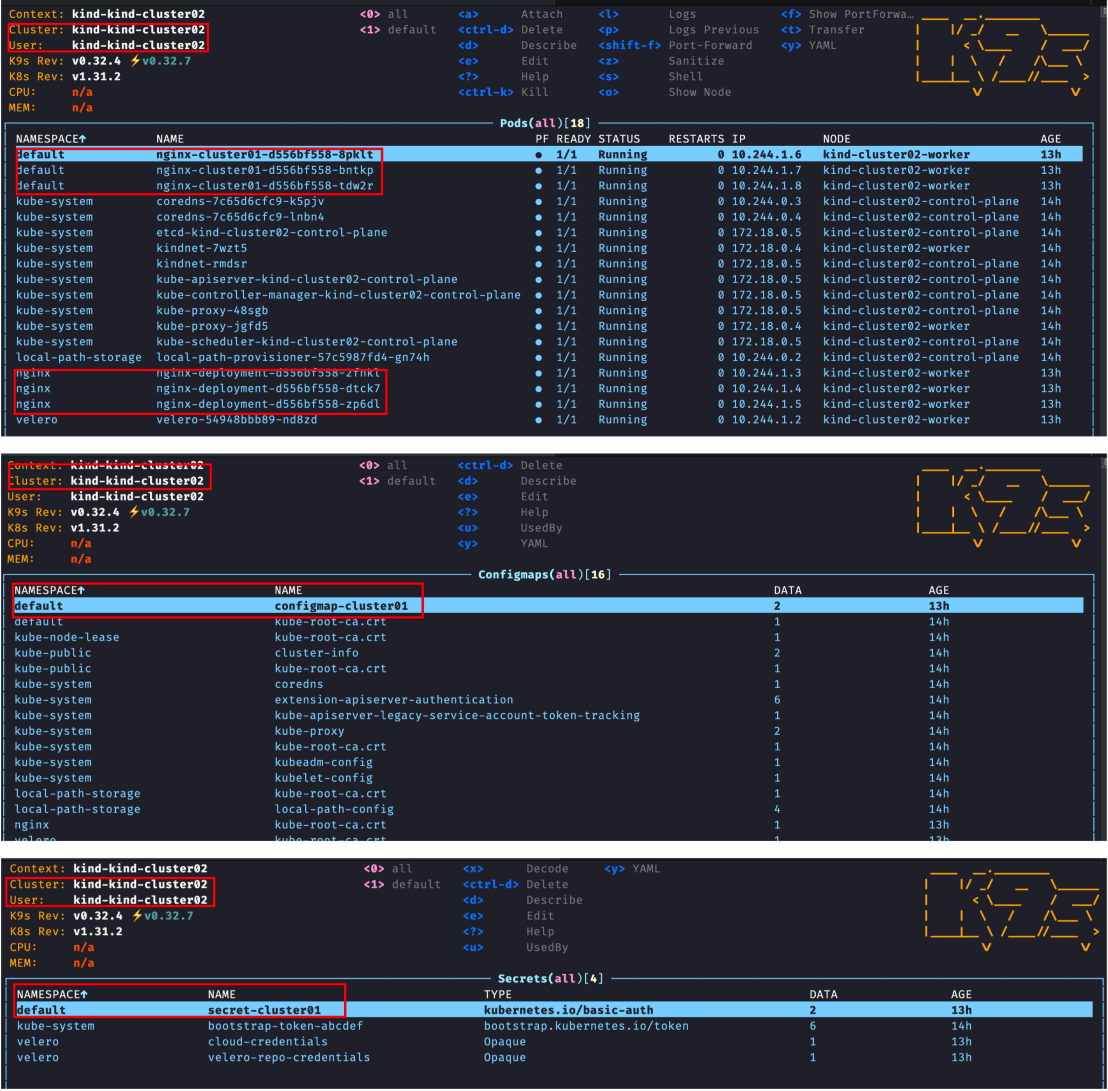 Context: kind-kind-cluster02 <0> all <a> Attach <l> Logs <f> Show PortForwa…
Cluster: kind-kind-cluster02 <1> default <ctrl-d> Delete <p> Logs Previous <t> Transfer
User: kind-kind-cluster02 <d> Describe <shift-f> Port-Forward <y> YAML
K9s Rev: v0.32.4 ⚡v0.32.7 <e> Edit <z> Sanitize
K8s Rev: v1.31.2 <?> Help <s> Shell
CPU: n/a <ctrl-k> Kill <o> Show Node
MEM: n/a
Pods(all)[18]
NAMESPACE↑ NAME PF READY STATUS RESTARTS IP NODE AGE
default nginx-cluster01-d556bf558-8pklt ● 1/1 Running 0 10.244.1.6 kind-cluster02-worker 13h
default nginx-cluster01-d556bf558-bntkp ● 1/1 Running 0 10.244.1.7 kind-cluster02-worker 13h
default nginx-cluster01-d556bf558-tdw2r ● 1/1 Running 0 10.244.1.8 kind-cluster02-worker 13h
kube-system coredns-7c65d6cfc9-k5pjv ● 1/1 Running 0 10.244.0.3 kind-cluster02-control-plane 14h
kube-system coredns-7c65d6cfc9-lnbn4 ● 1/1 Running 0 10.244.0.4 kind-cluster02-control-plane 14h
kube-system etcd-kind-cluster02-control-plane ● 1/1 Running 0 172.18.0.5 kind-cluster02-control-plane 14h
kube-system kindnet-7wzt5 ● 1/1 Running 0 172.18.0.4 kind-cluster02-worker 14h
kube-system kindnet-rmdsr ● 1/1 Running 0 172.18.0.5 kind-cluster02-control-plane 14h
kube-system kube-apiserver-kind-cluster02-control-plane ● 1/1 Running 0 172.18.0.5 kind-cluster02-control-plane 14h
kube-system kube-controller-manager-kind-cluster02-control-plane ● 1/1 Running 0 172.18.0.5 kind-cluster02-control-plane 14h
kube-system kube-proxy-48sgb ● 1/1 Running 0 172.18.0.5 kind-cluster02-control-plane 14h
kube-system kube-proxy-jgfd5 ● 1/1 Running 0 172.18.0.4 kind-cluster02-worker 14h
kube-system kube-scheduler-kind-cluster02-control-plane ● 1/1 Running 0 172.18.0.5 kind-cluster02-control-plane 14h
local-path-storage local-path-provisioner-57c5987fd4-gn74h ● 1/1 Running 0 10.244.0.2 kind-cluster02-control-plane 14h
nginx nginx-deployment-d556bf558-2fnkl ● 1/1 Running 0 10.244.1.3 kind-cluster02-worker 13h
nginx nginx-deployment-d556bf558-dtck7 ● 1/1 Running 0 10.244.1.4 kind-cluster02-worker 13h
nginx nginx-deployment-d556bf558-zp6dl ● 1/1 Running 0 10.244.1.5 kind-cluster02-worker 13h
velero velero-54948bbb89-nd8zd ● 1/1 Running 0 10.244.1.2 kind-cluster02-worker 13h
Context: kind-kind-cluster02 <0> all <ctrl-d> Delete
Cluster: kind-kind-cluster02 <1> default <d> Describe
User: kind-kind-cluster02 <e> Edit
K9s Rev: v0.32.4 ⚡v0.32.7 <?> Help
K8s Rev: v1.31.2 <u> UsedBy
CPU: n/a <y> YAML
MEM: n/a
Configmaps(all)[16]
NAMESPACE↑ NAME DATA AGE
default configmap-cluster01 2 13h
default kube-root-ca.crt 1 14h
kube-node-lease kube-root-ca.crt 1 14h
kube-public cluster-info 2 14h
kube-public kube-root-ca.crt 1 14h
kube-system coredns 1 14h
kube-system extension-apiserver-authentication 6 14h
kube-system kube-apiserver-legacy-service-account-token-tracking 1 14h
kube-system kube-proxy 2 14h
kube-system kube-root-ca.crt 1 14h
kube-system kubeadm-config 1 14h
kube-system kubelet-config 1 14h
local-path-storage kube-root-ca.crt 1 14h
local-path-storage local-path-config 4 14h
nginx kube-root-ca.crt 1 13h
velero kube-root-ca.crt 1 13h
Context: kind-kind-cluster02 <0> all <x> Decode <y> YAML
Cluster: kind-kind-cluster02 <1> default <ctrl-d> Delete
User: kind-kind-cluster02 <d> Describe
K9s Rev: v0.32.4 ⚡v0.32.7 <e> Edit
K8s Rev: v1.31.2 <?> Help
CPU: n/a <u> UsedBy
MEM: n/a
Secrets(all)[4]
NAMESPACE↑ NAME TYPE DATA AGE
default secret-cluster01 kubernetes.io/basic-auth 2 13h
kube-system bootstrap-token-abcdef bootstrap.kubernetes.io/token 6 14h
velero cloud-credentials Opaque 1 13h
velero velero-repo-credentials Opaque 1 13h